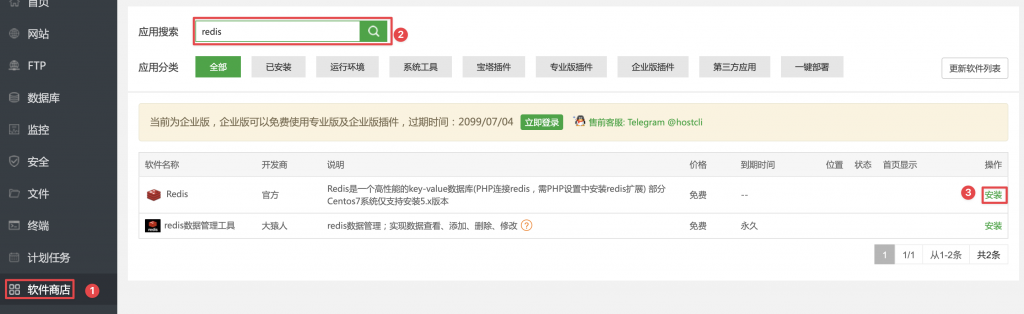 首页
网站
FTP
数据库
监控
安全
文件
终端
计划任务
软件商店 1
应用搜索 redis 2
应用分类 全部 已安装 运行环境 系统工具 宝塔插件 专业版插件 企业版插件 第三方应用 一键部署 更新软件列表
当前为企业版，企业版可以免费使用专业版及企业版插件，过期时间：2099/07/04 立即登录 售前客服: Telegram @hostcli
软件名称 开发商 说明 价格 到期时间 位置 状态 首页显示 操作
Redis 官方 Redis是一个高性能的key-value数据库(PHP连接redis，需PHP设置中安装redis扩展) 部分 免费 -- 3 安装
Centos7系统仅支持安装5.x版本
redis redis数据管理工具 大猿人 redis数据管理；实现数据查看、添加、删除、修改 ? 免费 永久 安装
1 1/1 从1-2条 共2条